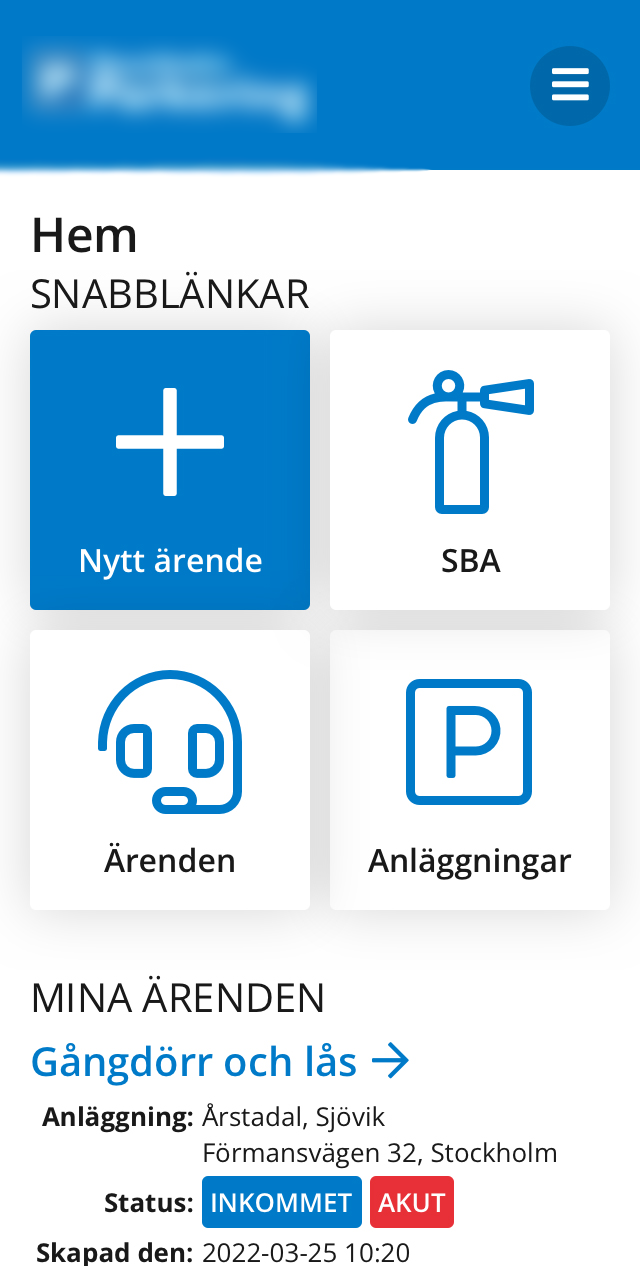 Hem
SNABBLÄNKAR
Nytt ärende
SBA
Ärenden
P
Anläggningar
MINA ÄRENDEN
Gångdörr och lås →
Anläggning: Årstadal, Sjövik
Förmansvägen 32, Stockholm
Status: INKOMMET AKUT
Skapad den: 2022-03-25 10:20